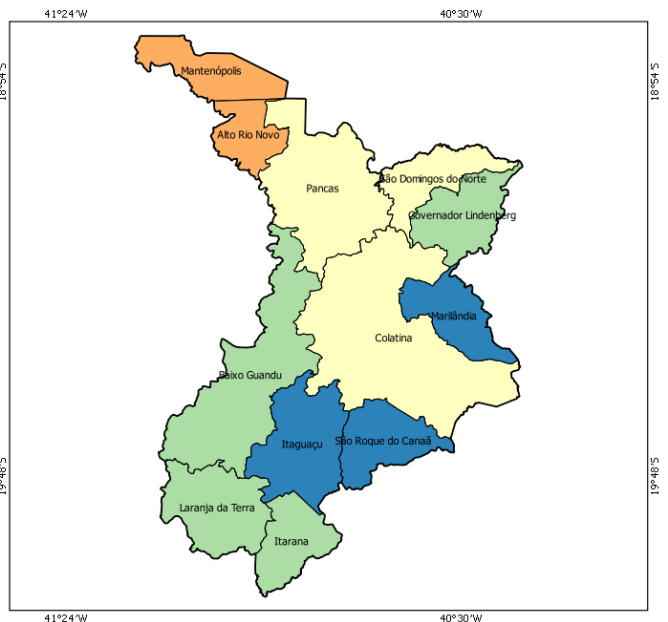 41°24'W 40°30'W
18°54'S 18°54'S
Mantenópolis
Alto Rio Novo
Pancas
São Domingos do Norte
Governador Lindenberg
Marilândia
Colatina
Baixo Guandu
Itaguaçu
São Roque do Canaã
19°48'S 19°48'S
Laranja da Terra
Itarana
41°24'W 40°30'W